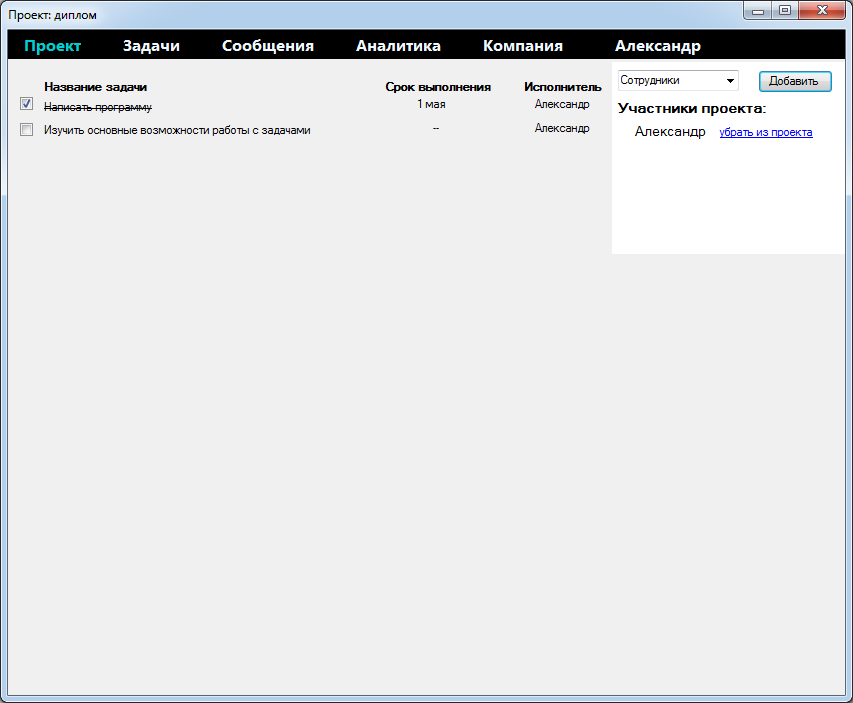 Проект: диплом
Проект Задачи Сообщения Аналитика Компания Александр
Название задачи Срок выполнения Исполнитель
Написать программу 1 мая Александр
Изучить основные возможности работы с задачами -- Александр
Сотрудники Добавить
Участники проекта:
Александр убрать из проекта